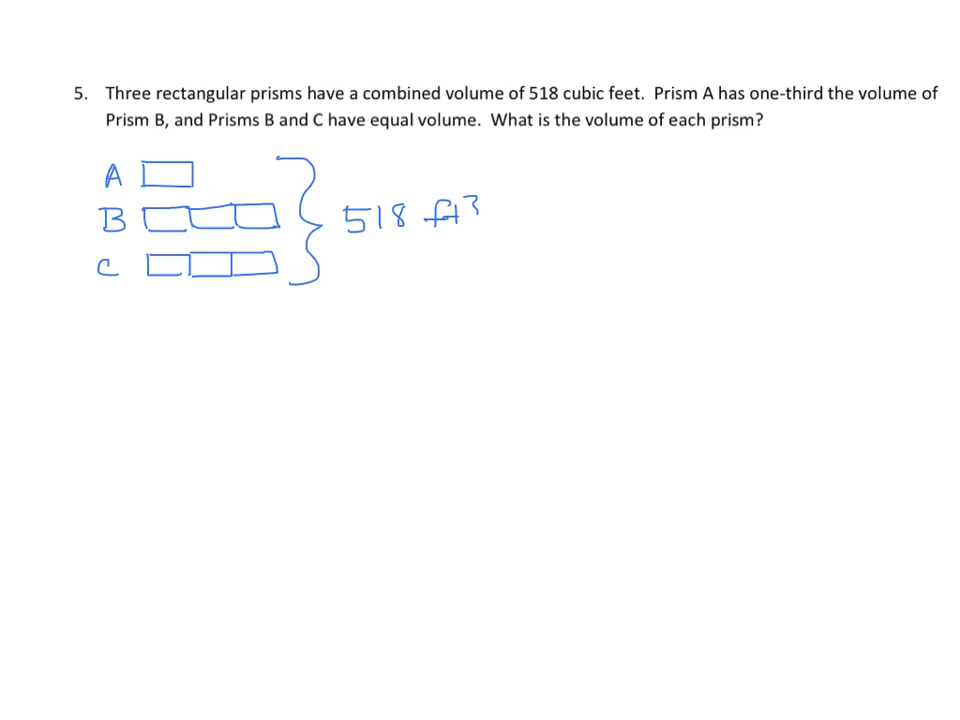 5. Three rectangular prisms have a combined volume of 518 cubic feet. Prism A has one-third the volume of
Prism B, and Prisms B and C have equal volume. What is the volume of each prism?
A
B 518 ft³
C